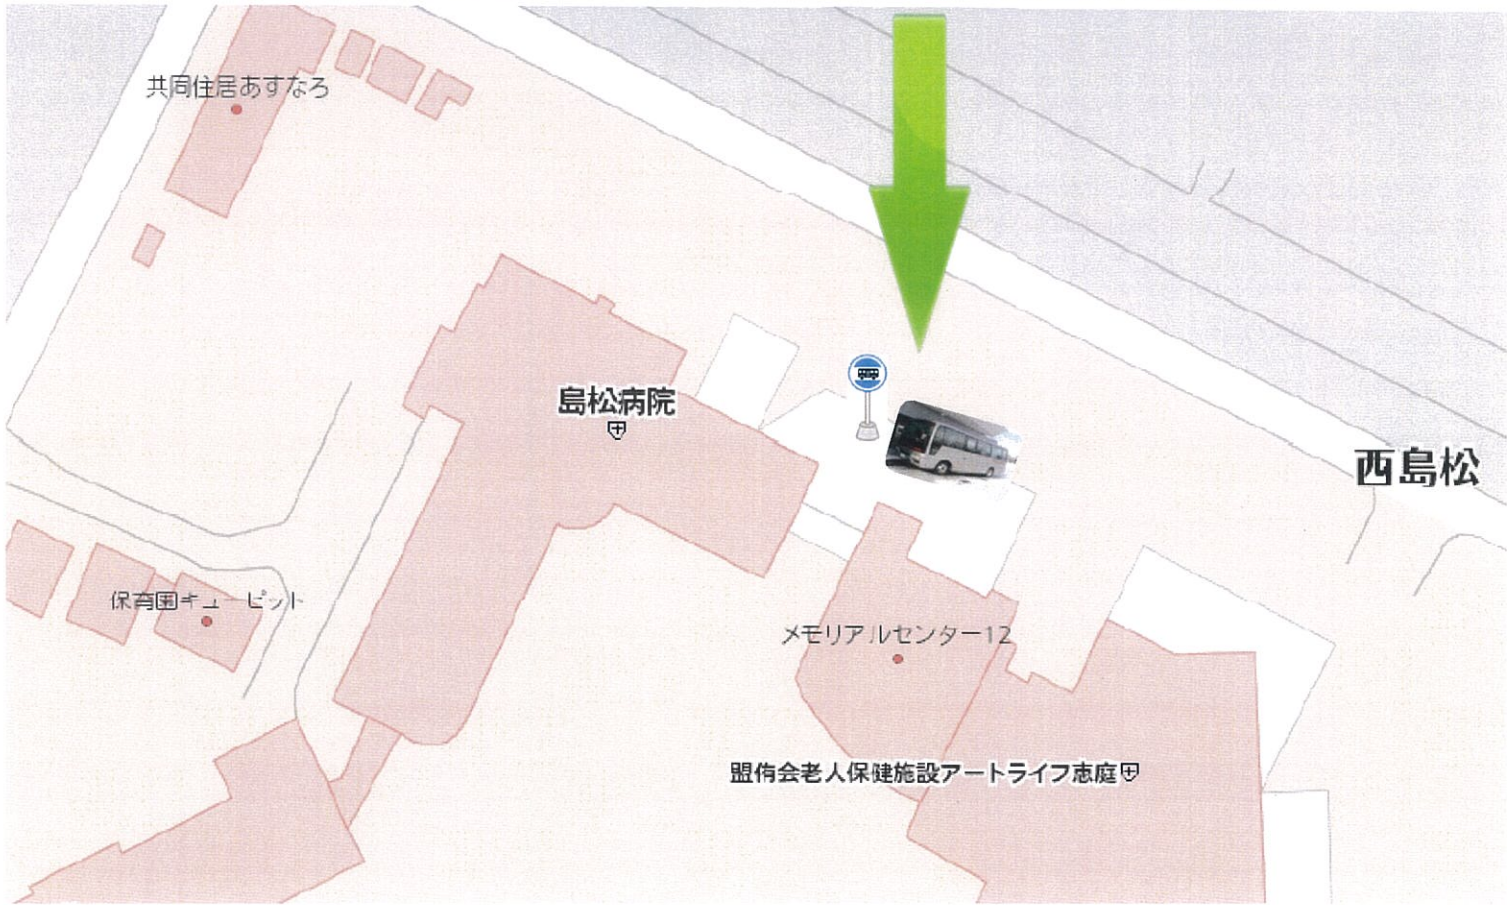 共同住居あすなろ
島松病院
西島松
保育園キューピット
メモリアルセンター12
盟侑会老人保健施設アートライフ恵庭